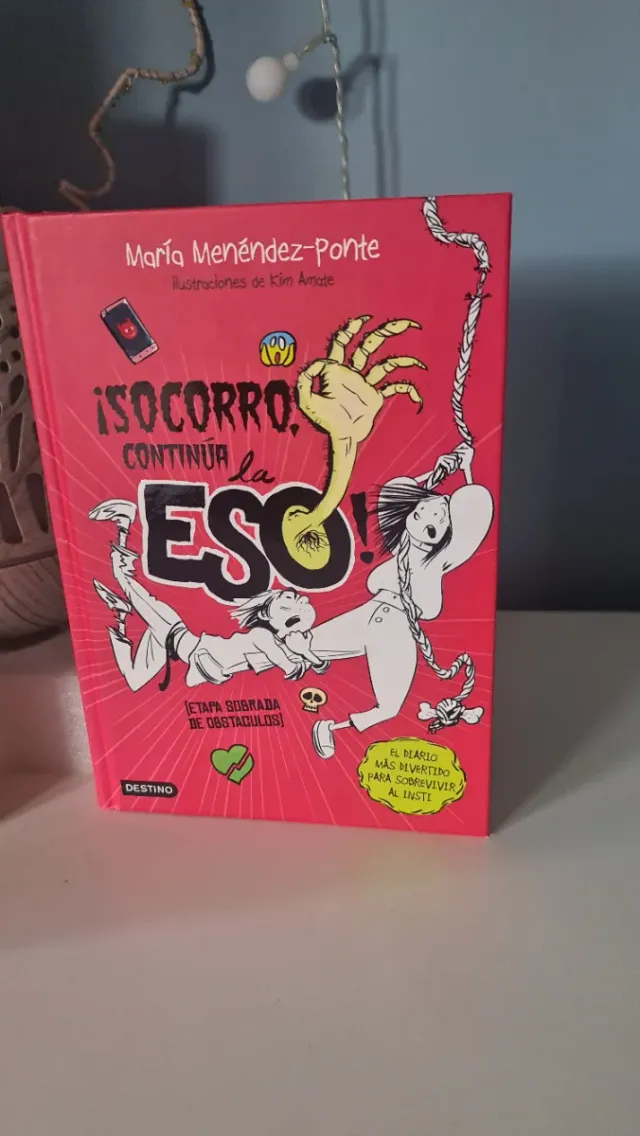 María Menéndez-Ponte
Ilustraciones de Kim Amate
¡SOCORRO,
CONTINÚA la
ESO!
(ETAPA SOBRADA
DE OBSTÁCULOS)
EL DIARIO
MÁS DIVERTIDO
PARA SOBREVIVIR
AL INSTI
DESTINO